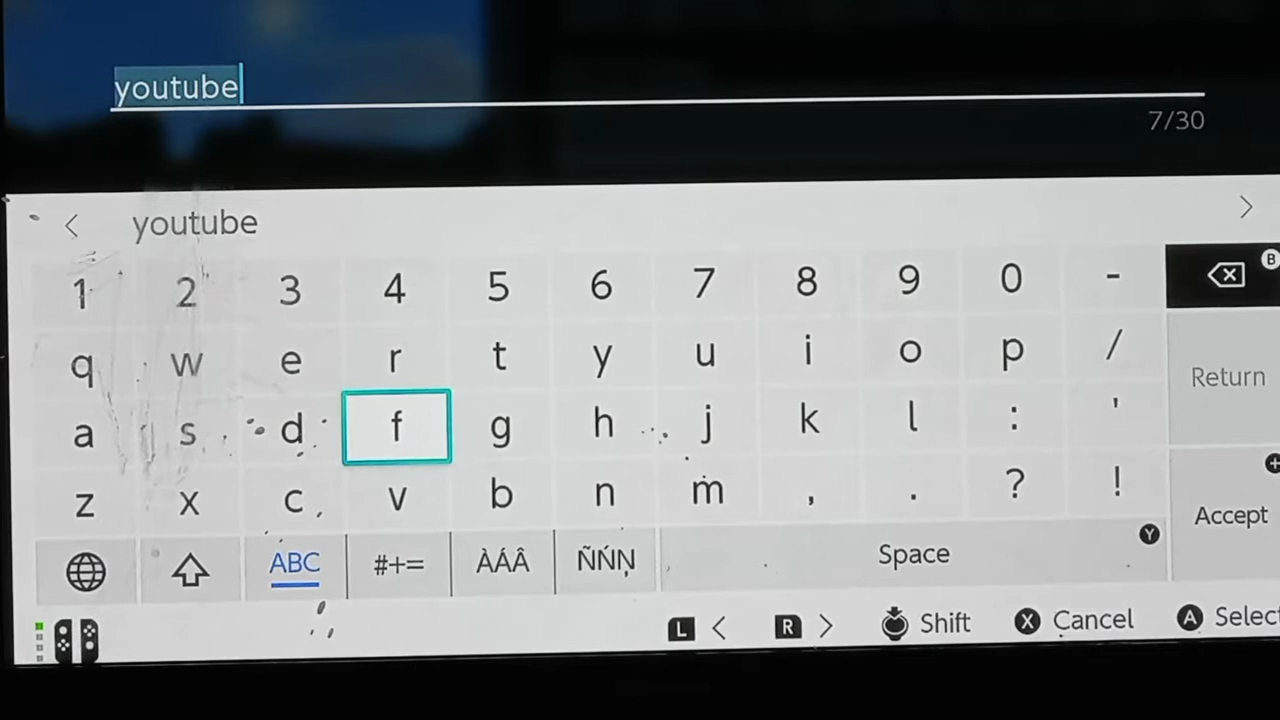 youtube
7/30
< youtube >
1 2 3 4 5 6 7 8 9 0 - B
q w e r t y u i o p / Return
a s d f g h j k l : '
z x c v b n m , . ? ! + Accept
ABC #+= ÀÁÂ ÑŃŅ Space Y
L < R > Shift X Cancel A Selec